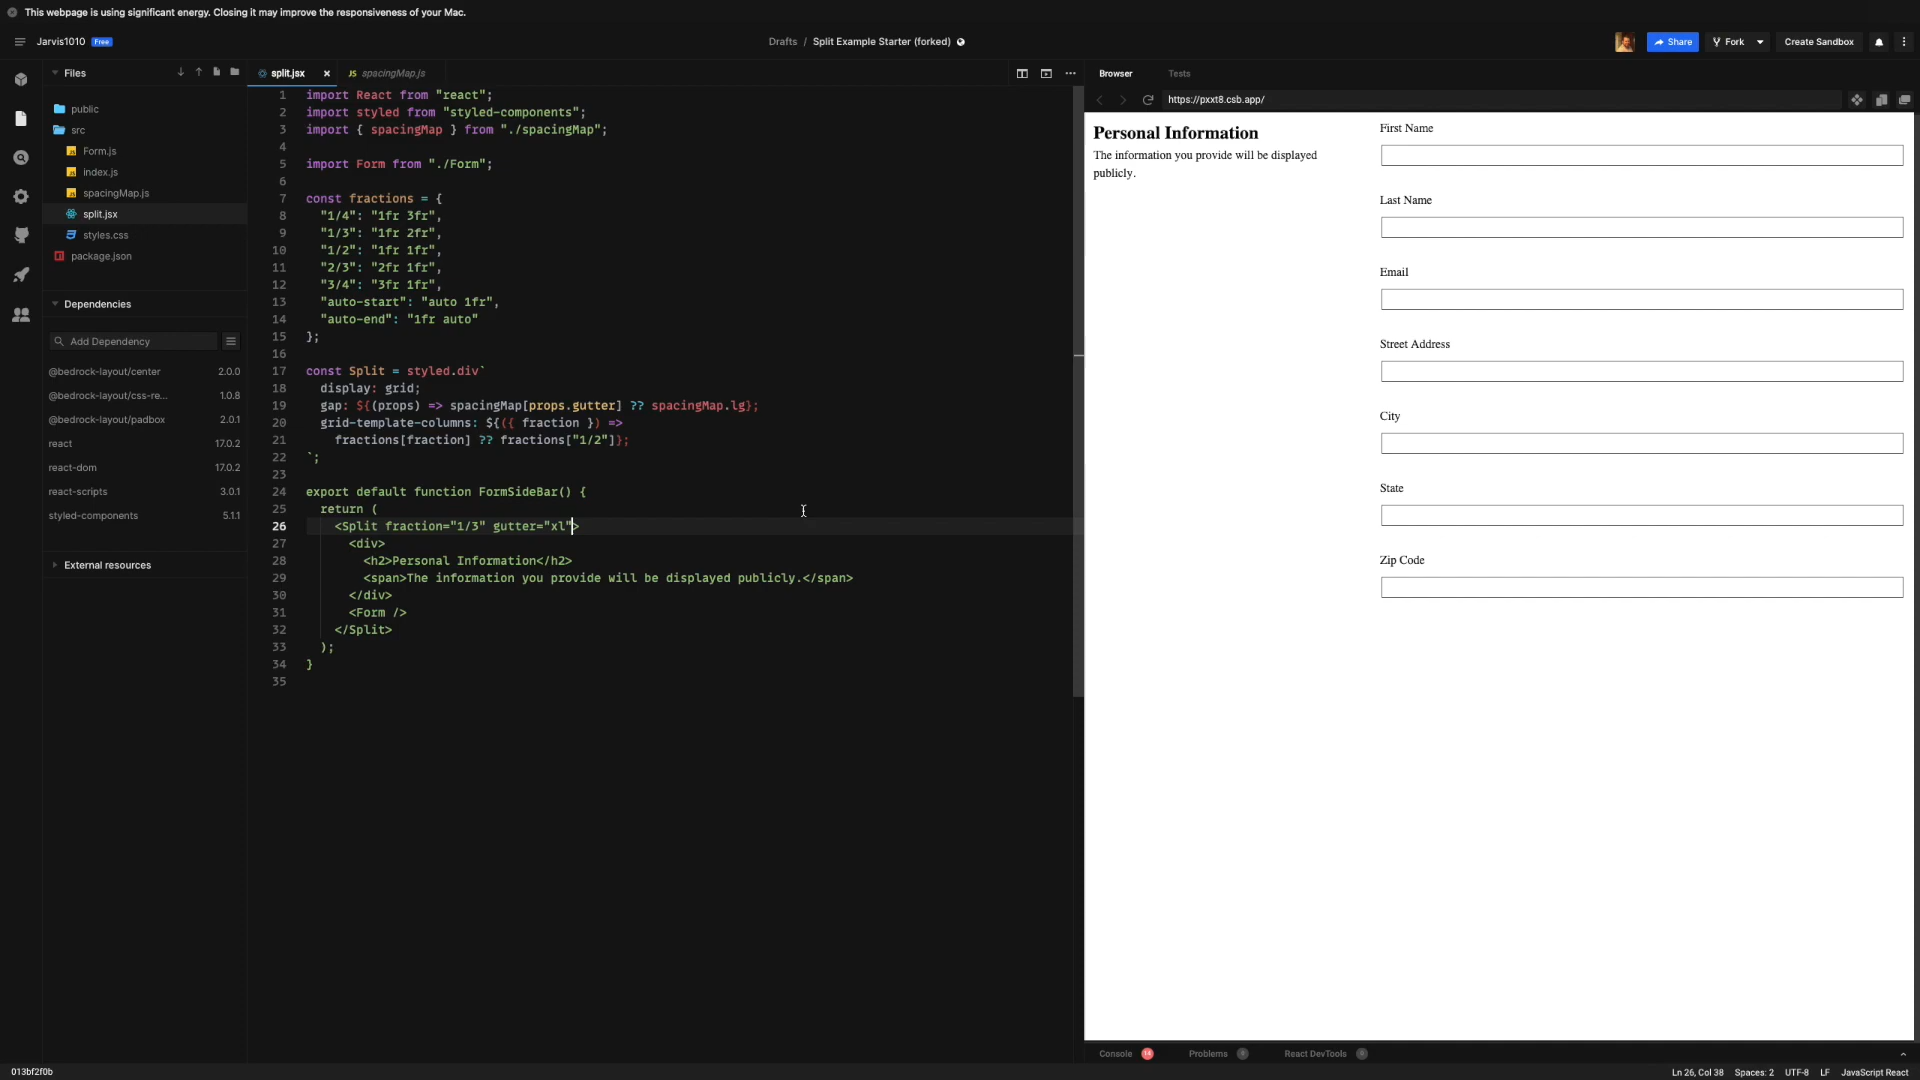 This webpage is using significant energy. Closing it may improve the responsiveness of your Mac.
Jarvis1010 Free
Drafts / Split Example Starter (forked)
Share
Fork
Create Sandbox
Files
public
src
Form.js
index.js
spacingMap.js
split.jsx
styles.css
package.json
Dependencies
Add Dependency
@bedrock-layout/center 2.0.0
@bedrock-layout/css-re... 1.0.8
@bedrock-layout/padbox 2.0.1
react 17.0.2
react-dom 17.0.2
react-scripts 3.0.1
styled-components 5.1.1
External resources
split.jsx
JS spacingMap.js
1 import React from "react";
2 import styled from "styled-components";
3 import { spacingMap } from "./spacingMap";
4
5 import Form from "./Form";
6
7 const fractions = {
8 "1/4": "1fr 3fr",
9 "1/3": "1fr 2fr",
10 "1/2": "1fr 1fr",
11 "2/3": "2fr 1fr",
12 "3/4": "3fr 1fr",
13 "auto-start": "auto 1fr",
14 "auto-end": "1fr auto"
15 };
16
17 const Split = styled.div`
18 display: grid;
19 gap: ${(props) => spacingMap[props.gutter] ?? spacingMap.lg};
20 grid-template-columns: ${({ fraction }) =>
21 fractions[fraction] ?? fractions["1/2"]};
22 `;
23
24 export default function FormSideBar() {
25 return (
26 <Split fraction="1/3" gutter="xl">
27 <div>
28 <h2>Personal Information</h2>
29 <span>The information you provide will be displayed publicly.</span>
30 </div>
31 <Form />
32 </Split>
33 );
34 }
35
Browser
Tests
https://pxxt8.csb.app/
Personal Information
The information you provide will be displayed
publicly.
First Name
Last Name
Email
Street Address
City
State
Zip Code
Console 14
Problems 0
React DevTools 0
013bf2f0b
Ln 26, Col 38
Spaces: 2
UTF-8
LF
JavaScript React